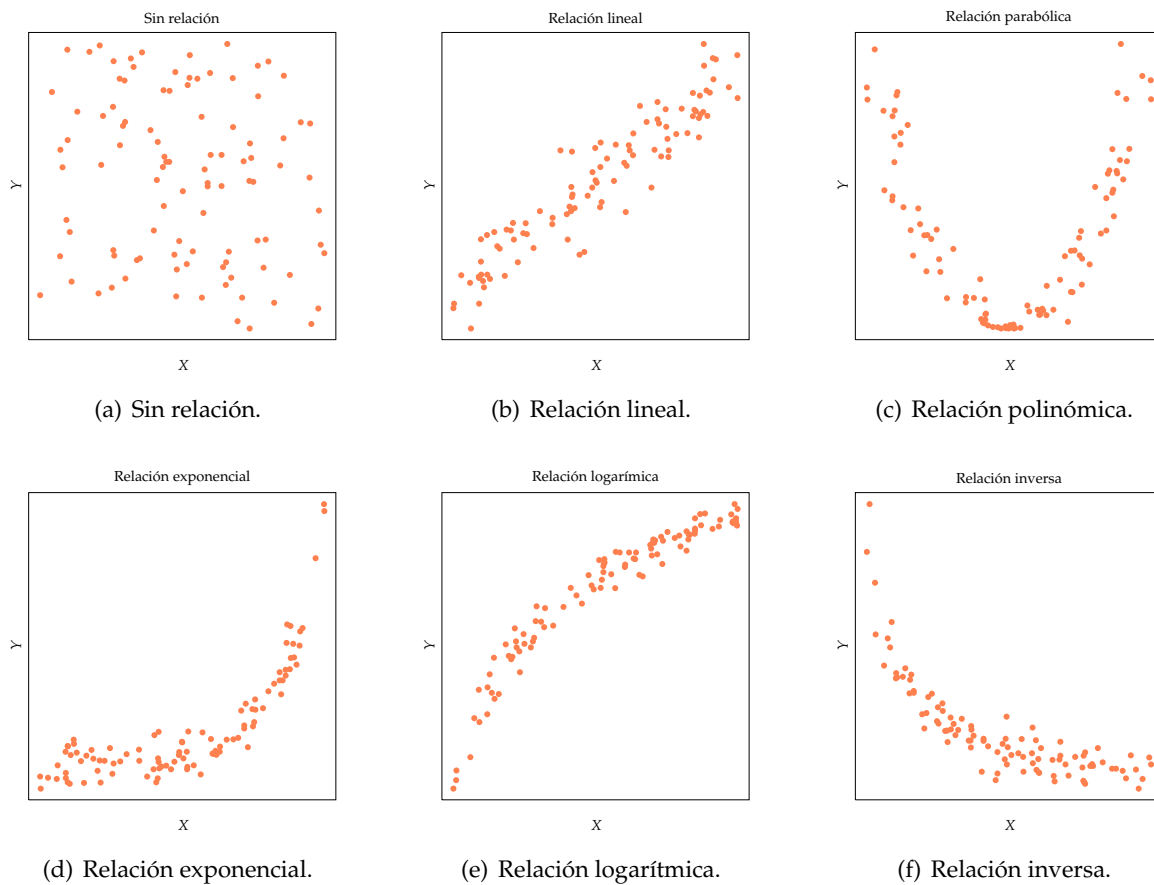 Sin relación
Relación lineal
Relación parabólica
Y
Y
Y
X
X
X
(a) Sin relación.
(b) Relación lineal.
(c) Relación polinómica.
Relación exponencial
Relación logarímica
Relación inversa
Y
Y
Y
X
X
X
(d) Relación exponencial.
(e) Relación logarítmica.
(f) Relación inversa.